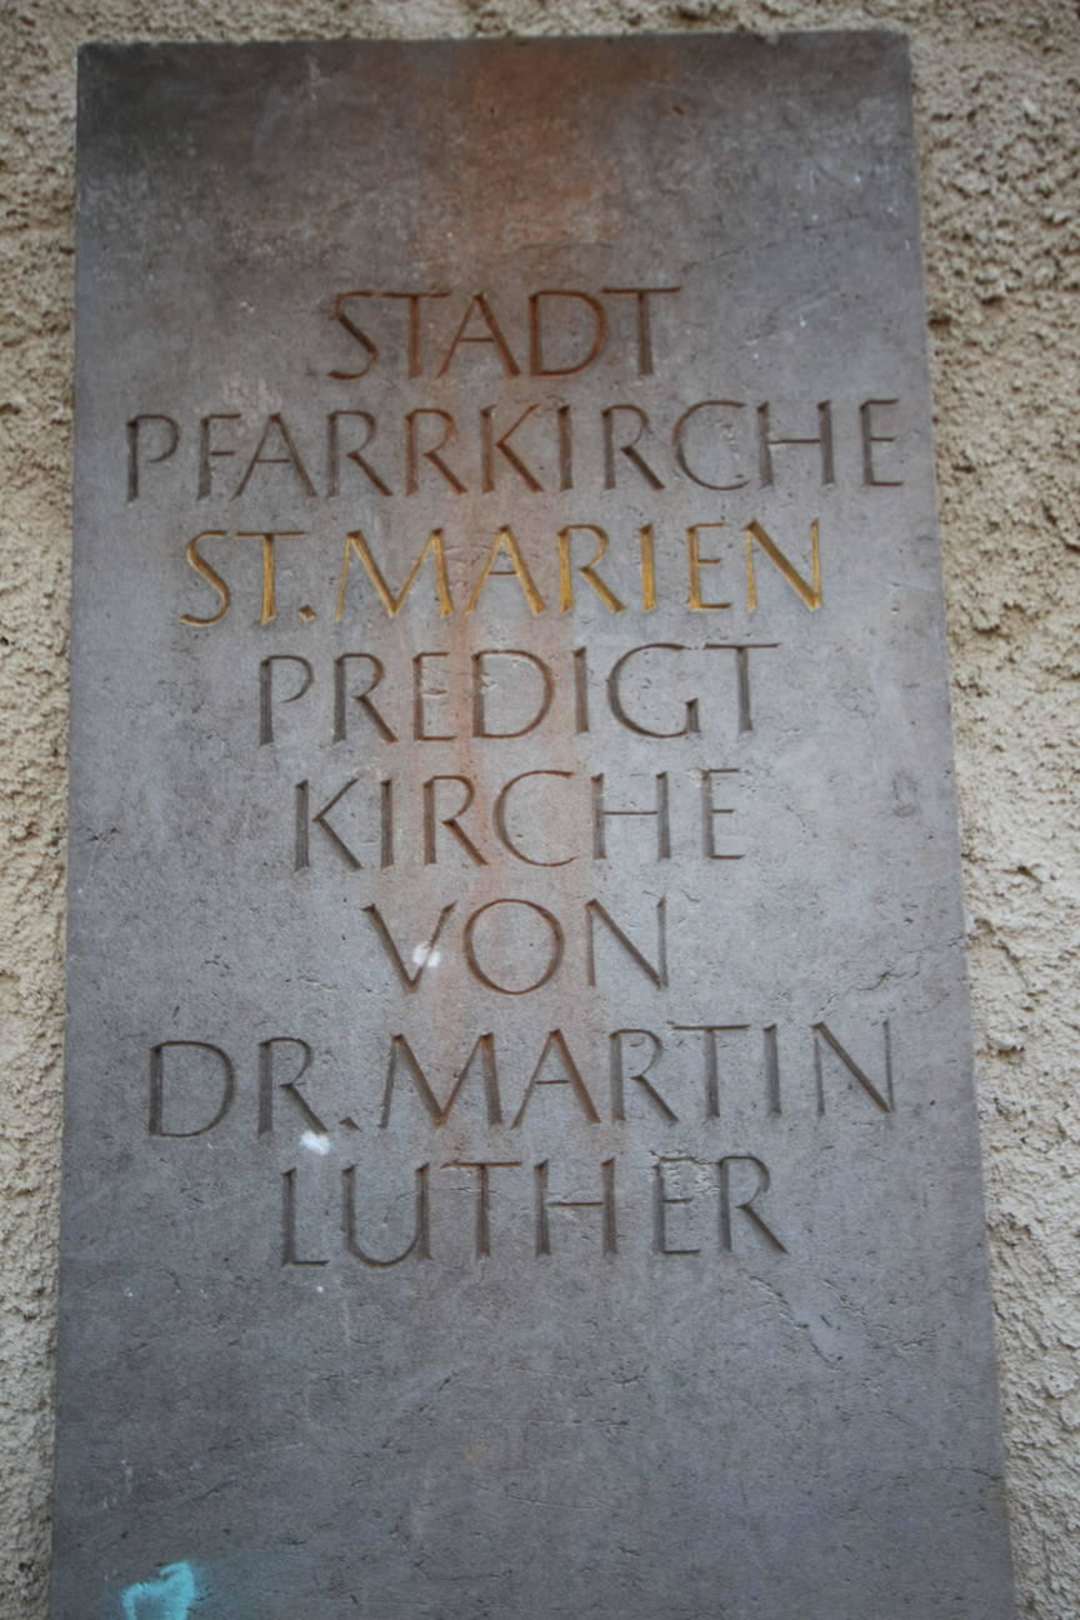 STADT
PFARRKIRCHE
ST. MARIEN
PREDIGT
KIRCHE
VON
DR. MARTIN
LUTHER